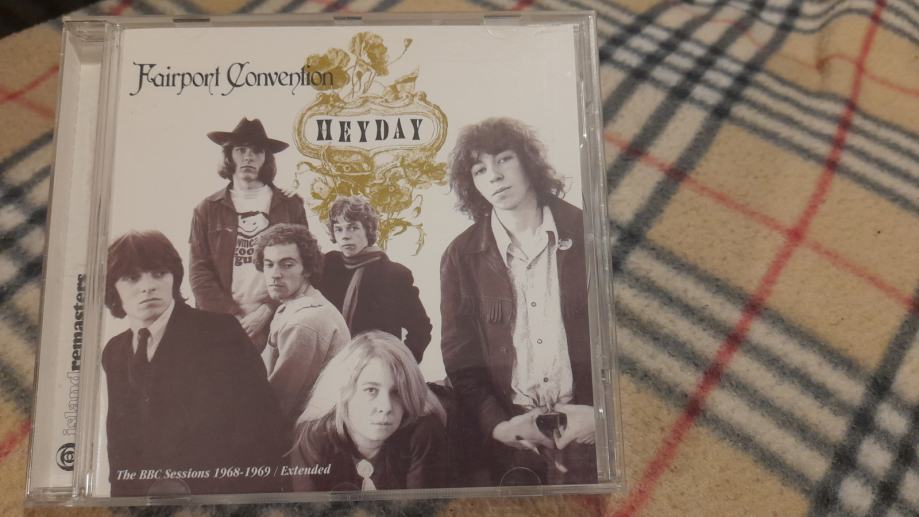 Fairport Convention
HEYDAY
The BBC Sessions 1968-1969 / Extended
island remasters